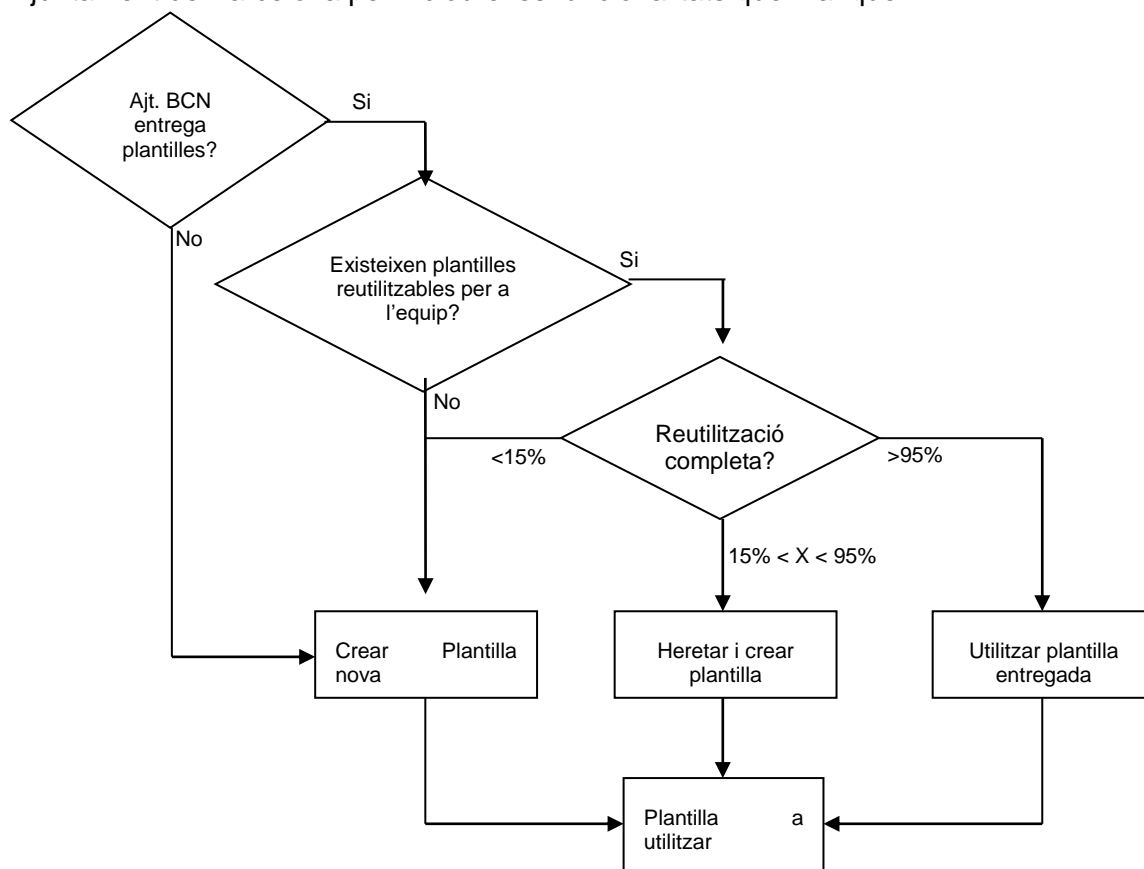 Ajt. BCN
entrega
plantilles?
Si
No
Existeixen plantilles
reutilitzables per a
l'equip?
Si
No
Reutilització
completa?
<15%
>95%
15% < X < 95%
Crear Plantilla
nova
Heretar i crear
plantilla
Utilitzar plantilla
entregada
Plantilla a
utilitzar